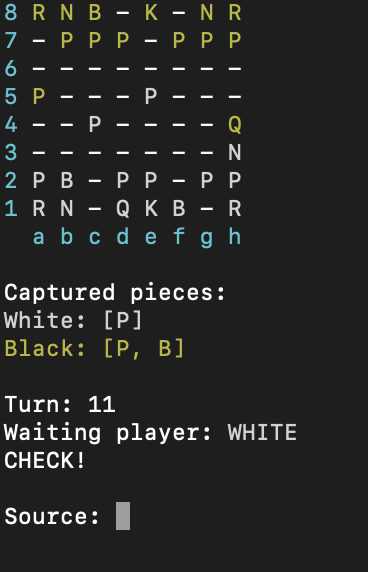 8 R N B – K – N R
7 – P P P – P P P
6 – – – – – – – –
5 P – – – P – – –
4 – – P – – – – Q
3 – – – – – – – N
2 P B – P P – P P
1 R N – Q K B – R
a b c d e f g h
Captured pieces:
White: [P]
Black: [P, B]
Turn: 11
Waiting player: WHITE
CHECK!
Source: